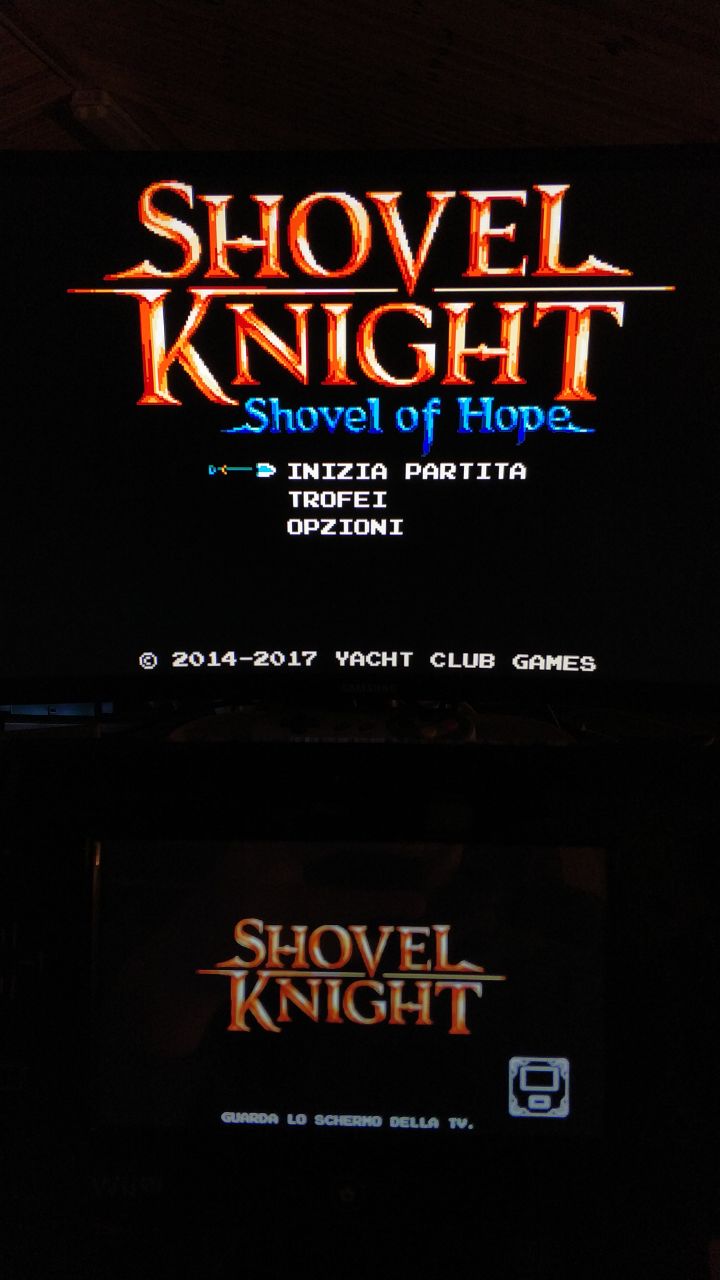 SHOVEL
KNIGHT
Shovel of Hope
INIZIA PARTITA
TROFEI
OPZIONI
© 2014-2017 YACHT CLUB GAMES
SAMSUNG
SHOVEL
KNIGHT
GUARDA LO SCHERMO DELLA TV.